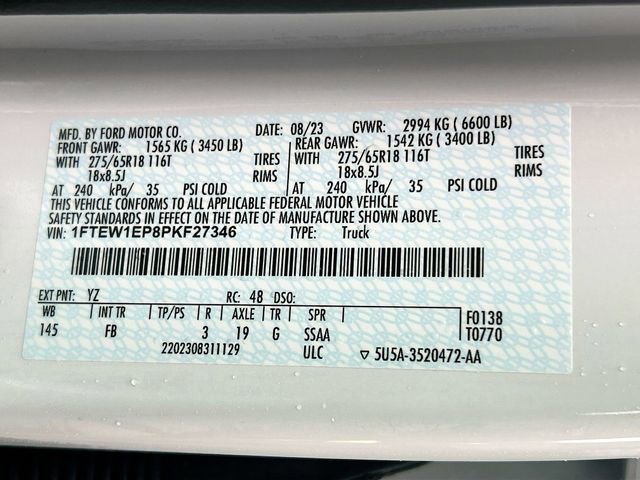 MFD. BY FORD MOTOR CO. DATE: 08/23 GVWR: 2994 KG ( 6600 LB)
FRONT GAWR: 1565 KG ( 3450 LB) REAR GAWR: 1542 KG ( 3400 LB)
WITH 275/65R18 116T TIRES WITH 275/65R18 116T TIRES
18x8.5J RIMS 18x8.5J RIMS
AT 240 kPa/ 35 PSI COLD AT 240 kPa/ 35 PSI COLD
THIS VEHICLE CONFORMS TO ALL APPLICABLE FEDERAL MOTOR VEHICLE
SAFETY STANDARDS IN EFFECT ON THE DATE OF MANUFACTURE SHOWN ABOVE.
VIN: 1FTEW1EP8PKF27346 TYPE: Truck
EXT PNT: YZ RC: 48 DSO:
WB INT TR TP/PS R AXLE TR SPR F0138
145 FB 3 19 G SSAA T0770
2202308311129 ULC ▽ 5U5A-3520472-AA